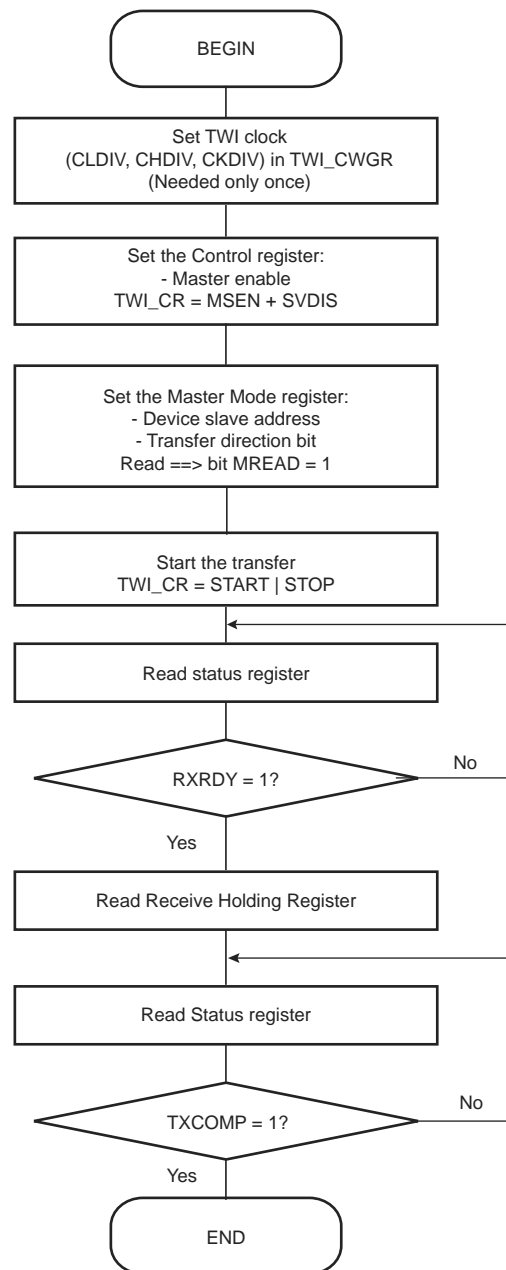 BEGIN
Set TWI clock
(CLDIV, CHDIV, CKDIV) in TWI_CWGR
(Needed only once)
Set the Control register:
- Master enable
TWI_CR = MSEN + SVDIS
Set the Master Mode register:
- Device slave address
- Transfer direction bit
Read ==> bit MREAD = 1
Start the transfer
TWI_CR = START | STOP
Read status register
RXRDY = 1?
No
Yes
Read Receive Holding Register
Read Status register
TXCOMP = 1?
No
Yes
END